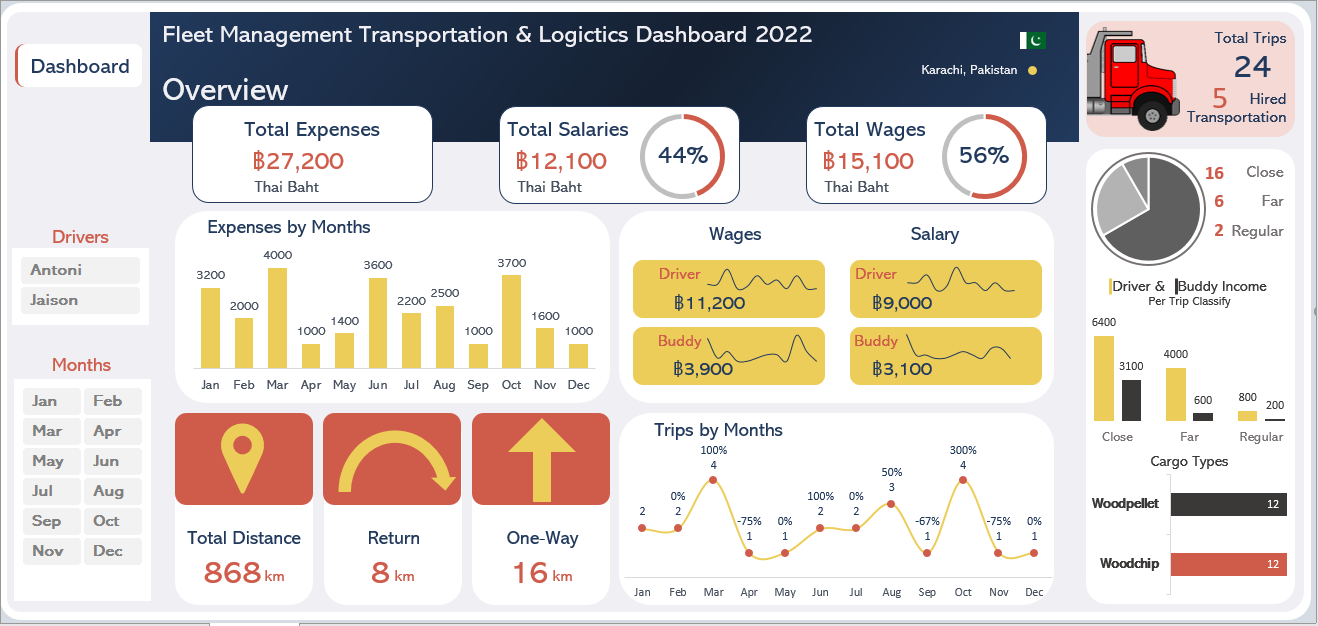 Dashboard
Fleet Management Transportation & Logictics Dashboard 2022
Karachi, Pakistan
Overview
Total Trips
24
5 Hired
Transportation
Total Expenses
฿27,200
Thai Baht
Total Salaries
฿12,100
Thai Baht
44%
Total Wages
฿15,100
Thai Baht
56%
Drivers
Antoni
Jaison
Months
Jan Feb
Mar Apr
May Jun
Jul Aug
Sep Oct
Nov Dec
Expenses by Months
3200 2000 4000 1000 1400 3600 2200 2500 1000 3700 1600 1000
Jan Feb Mar Apr May Jun Jul Aug Sep Oct Nov Dec
Wages
Driver
฿11,200
Buddy
฿3,900
Salary
Driver
฿9,000
Buddy
฿3,100
Total Distance
868 km
Return
8 km
One-Way
16 km
Trips by Months
100% 300%
4 4
50%
3
0% 100% 0%
2 2 2 2
-75% 0% -67% -75% 0%
1 1 1 1 1
Jan Feb Mar Apr May Jun Jul Aug Sep Oct Nov Dec
16 Close
6 Far
2 Regular
Driver & Buddy Income
Per Trip Classify
6400 3100 4000 600 800 200
Close Far Regular
Cargo Types
Woodpellet 12
Woodchip 12